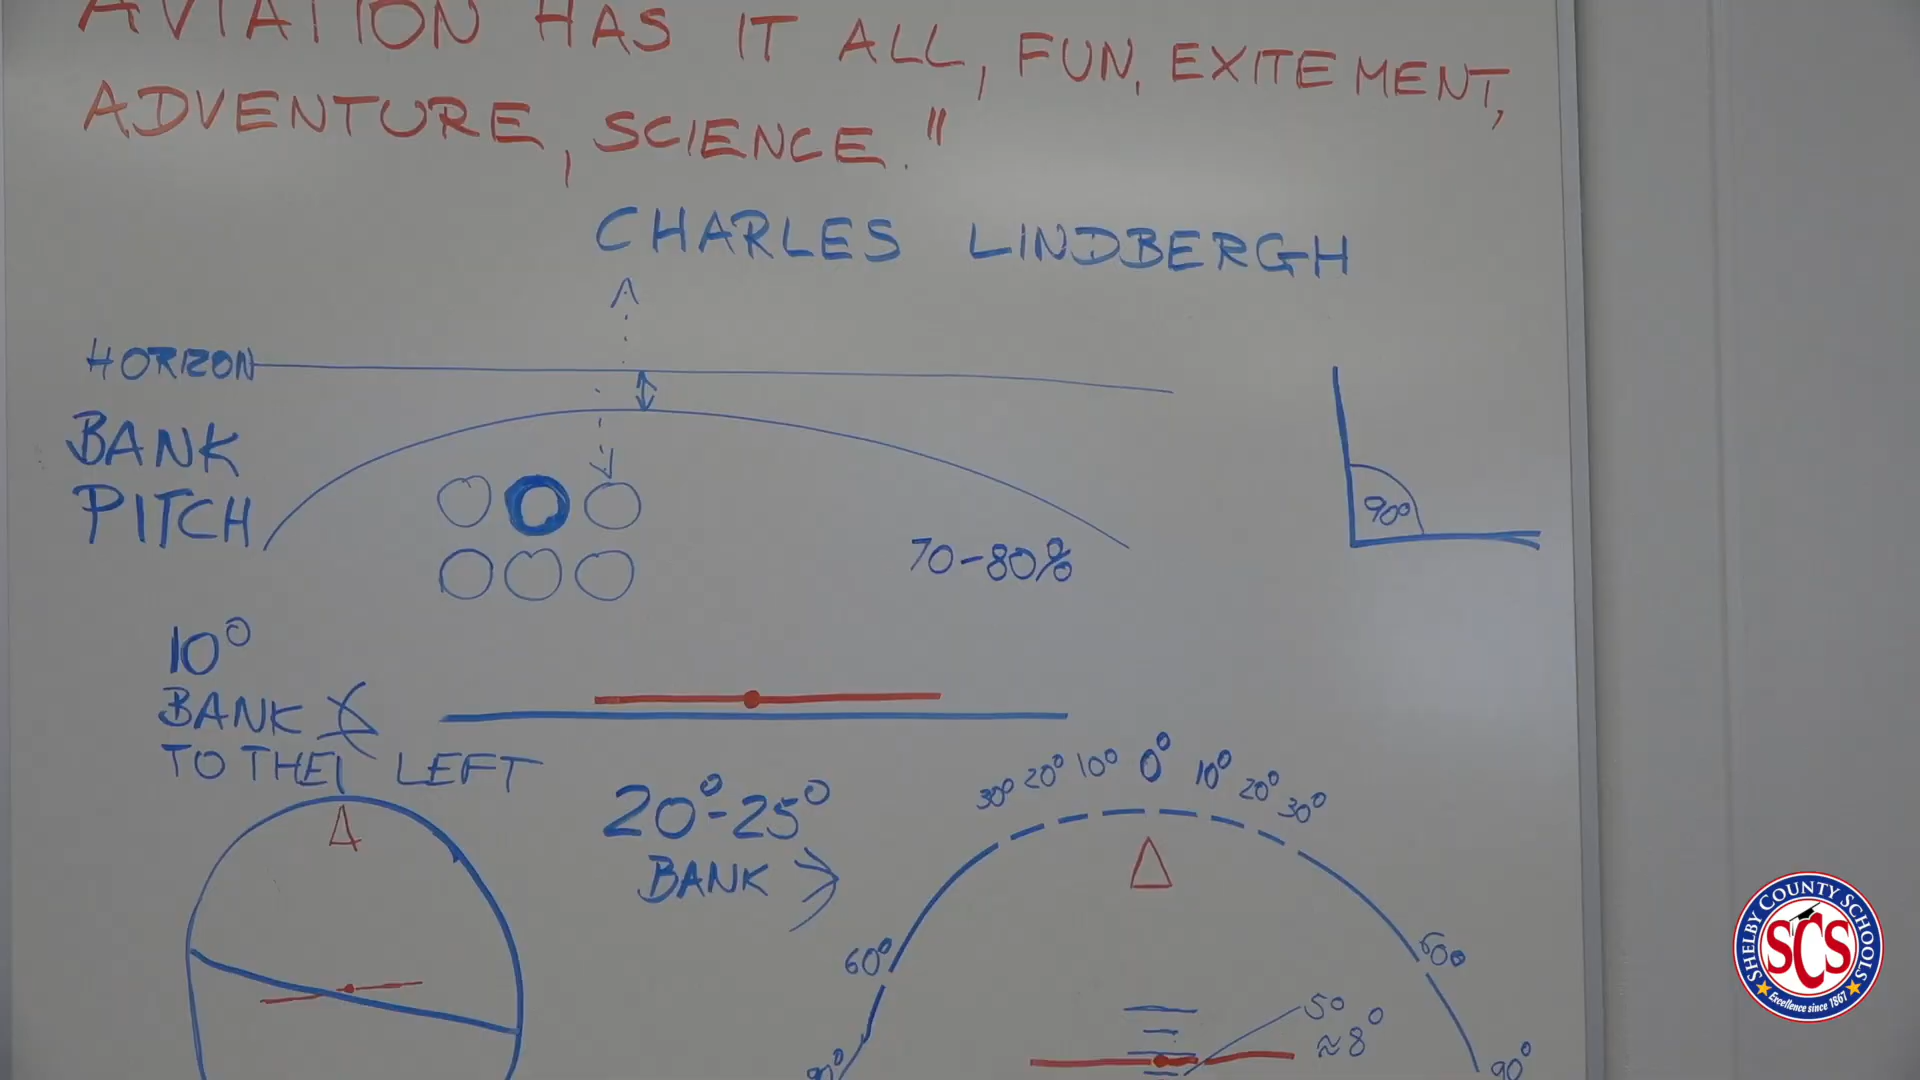 AVIATION HAS IT ALL, FUN, EXITEMENT,
ADVENTURE, SCIENCE."
CHARLES LINDBERGH
HORIZON
BANK
PITCH
90°
70-80%
10°
BANK
TO THE LEFT
20°-25°
BANK
30° 20° 10° 0° 10° 20° 30°
60° 60°
5°
≈8°
90° 90°
SHELBY COUNTY SCHOOLS
SCS
Excellence since 1867